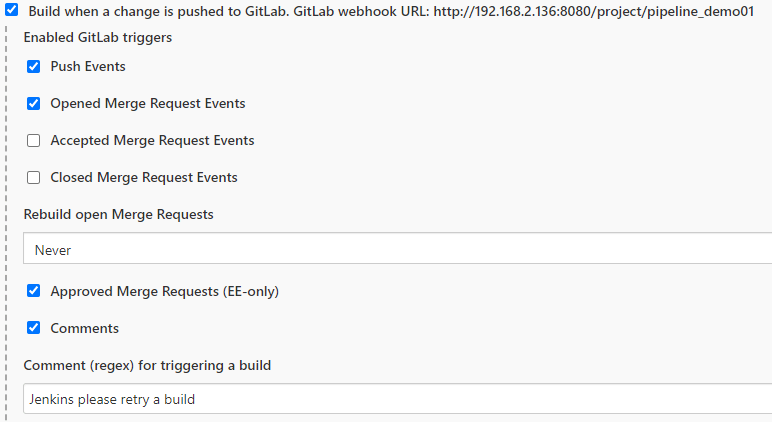 Build when a change is pushed to GitLab. GitLab webhook URL: http://192.168.2.136:8080/project/pipeline_demo01
Enabled GitLab triggers
Push Events
Opened Merge Request Events
Accepted Merge Request Events
Closed Merge Request Events
Rebuild open Merge Requests
Never
Approved Merge Requests (EE-only)
Comments
Comment (regex) for triggering a build
Jenkins please retry a build